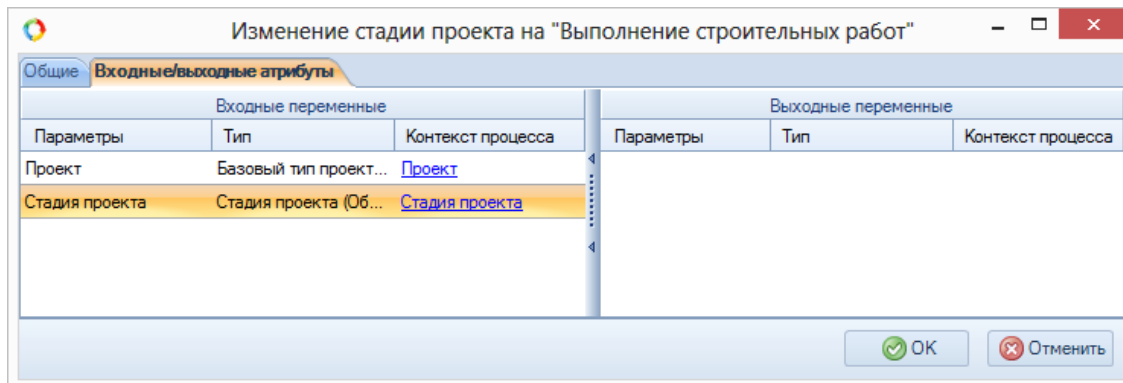 Изменение стадии проекта на "Выполнение строительных работ"
Общие Входные/выходные атрибуты
Входные переменные Выходные переменные
Параметры Тип Контекст процесса Параметры Тип Контекст процесса
Проект Базовый тип проект... Проект
Стадия проекта Стадия проекта (Об... Стадия проекта
OK Отменить